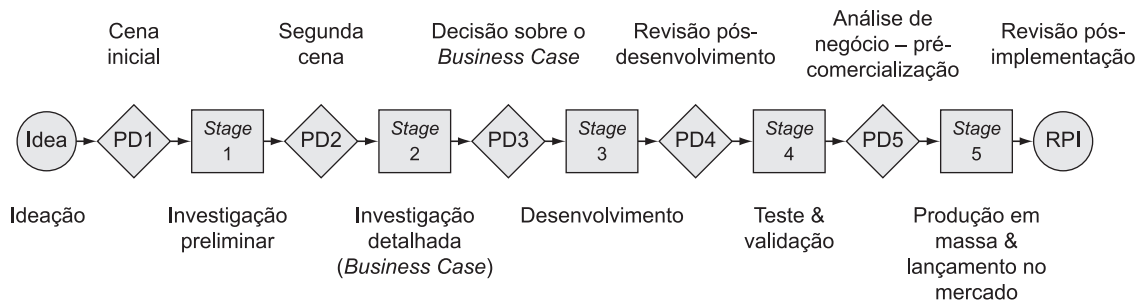 Cena
inicial
Segunda
cena
Decisão sobre o
Business Case
Revisão pós-
desenvolvimento
Análise de
negócio – pré-
comercialização
Revisão pós-
implementação
Idea
PD1
Stage
1
PD2
Stage
2
PD3
Stage
3
PD4
Stage
4
PD5
Stage
5
RPI
Ideação
Investigação
preliminar
Investigação
detalhada
(Business Case)
Desenvolvimento
Teste &
validação
Produção em
massa &
lançamento no
mercado